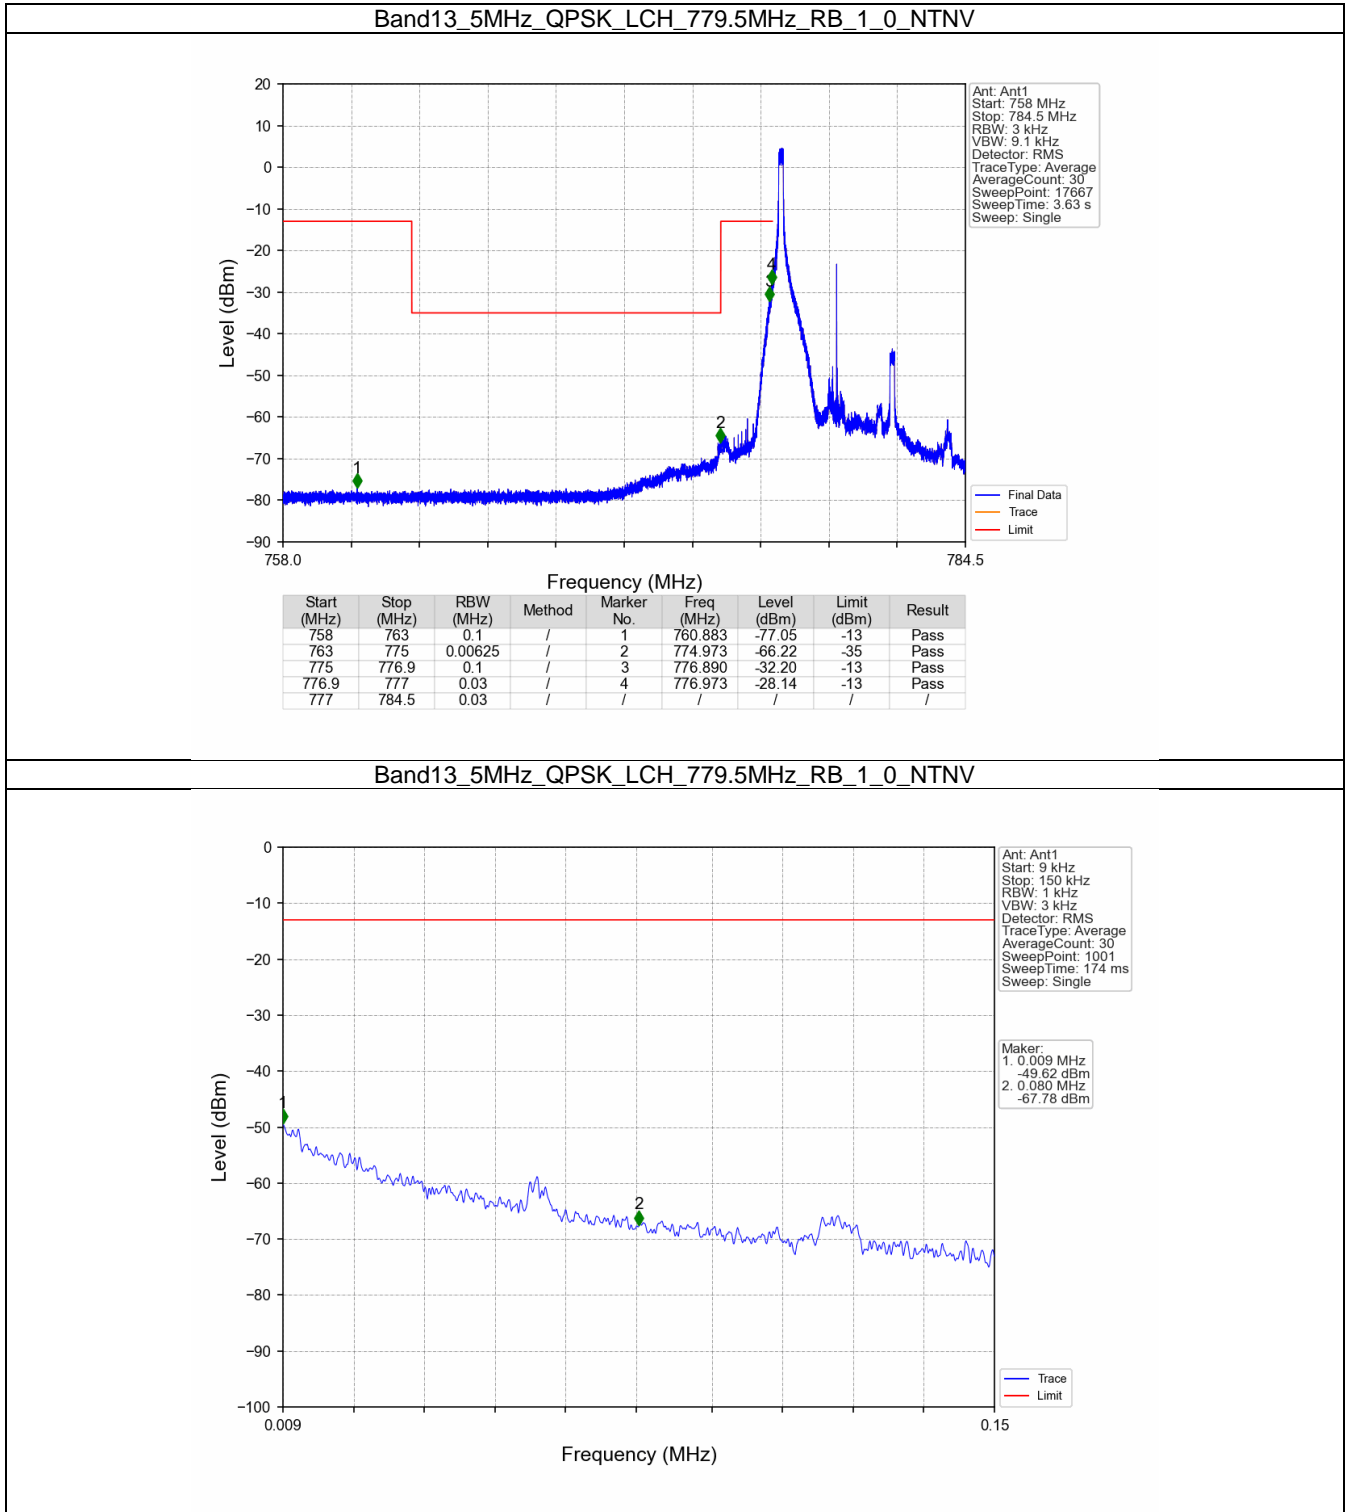 Band13_5MHz_QPSK_LCH_779.5MHz_RB_1_0_NTNV
20
10
0
−10
−20
−30
−40
−50
−60
−70
−80
−90
Level (dBm)
1
2
3
4
758.0
784.5
Frequency (MHz)
Ant: Ant1
Start: 758 MHz
Stop: 784.5 MHz
RBW: 3 kHz
VBW: 9.1 kHz
Detector: RMS
TraceType: Average
AverageCount: 30
SweepPoint: 17667
SweepTime: 3.63 s
Sweep: Single
Final Data
Trace
Limit
Start (MHz) Stop (MHz) RBW (MHz) Method Marker No. Freq (MHz) Level (dBm) Limit (dBm) Result
758 763 0.1 / 1 760.883 -77.05 -13 Pass
763 775 0.00625 / 2 774.973 -66.22 -35 Pass
775 776.9 0.1 / 3 776.890 -32.20 -13 Pass
776.9 777 0.03 / 4 776.973 -28.14 -13 Pass
777 784.5 0.03 / / / / / /
Band13_5MHz_QPSK_LCH_779.5MHz_RB_1_0_NTNV
0
−10
−20
−30
−40
−50
−60
−70
−80
−90
−100
Level (dBm)
1
2
0.009
0.15
Frequency (MHz)
Ant: Ant1
Start: 9 kHz
Stop: 150 kHz
RBW: 1 kHz
VBW: 3 kHz
Detector: RMS
TraceType: Average
AverageCount: 30
SweepPoint: 1001
SweepTime: 174 ms
Sweep: Single
Maker:
1. 0.009 MHz
-49.62 dBm
2. 0.080 MHz
-67.78 dBm
Trace
Limit